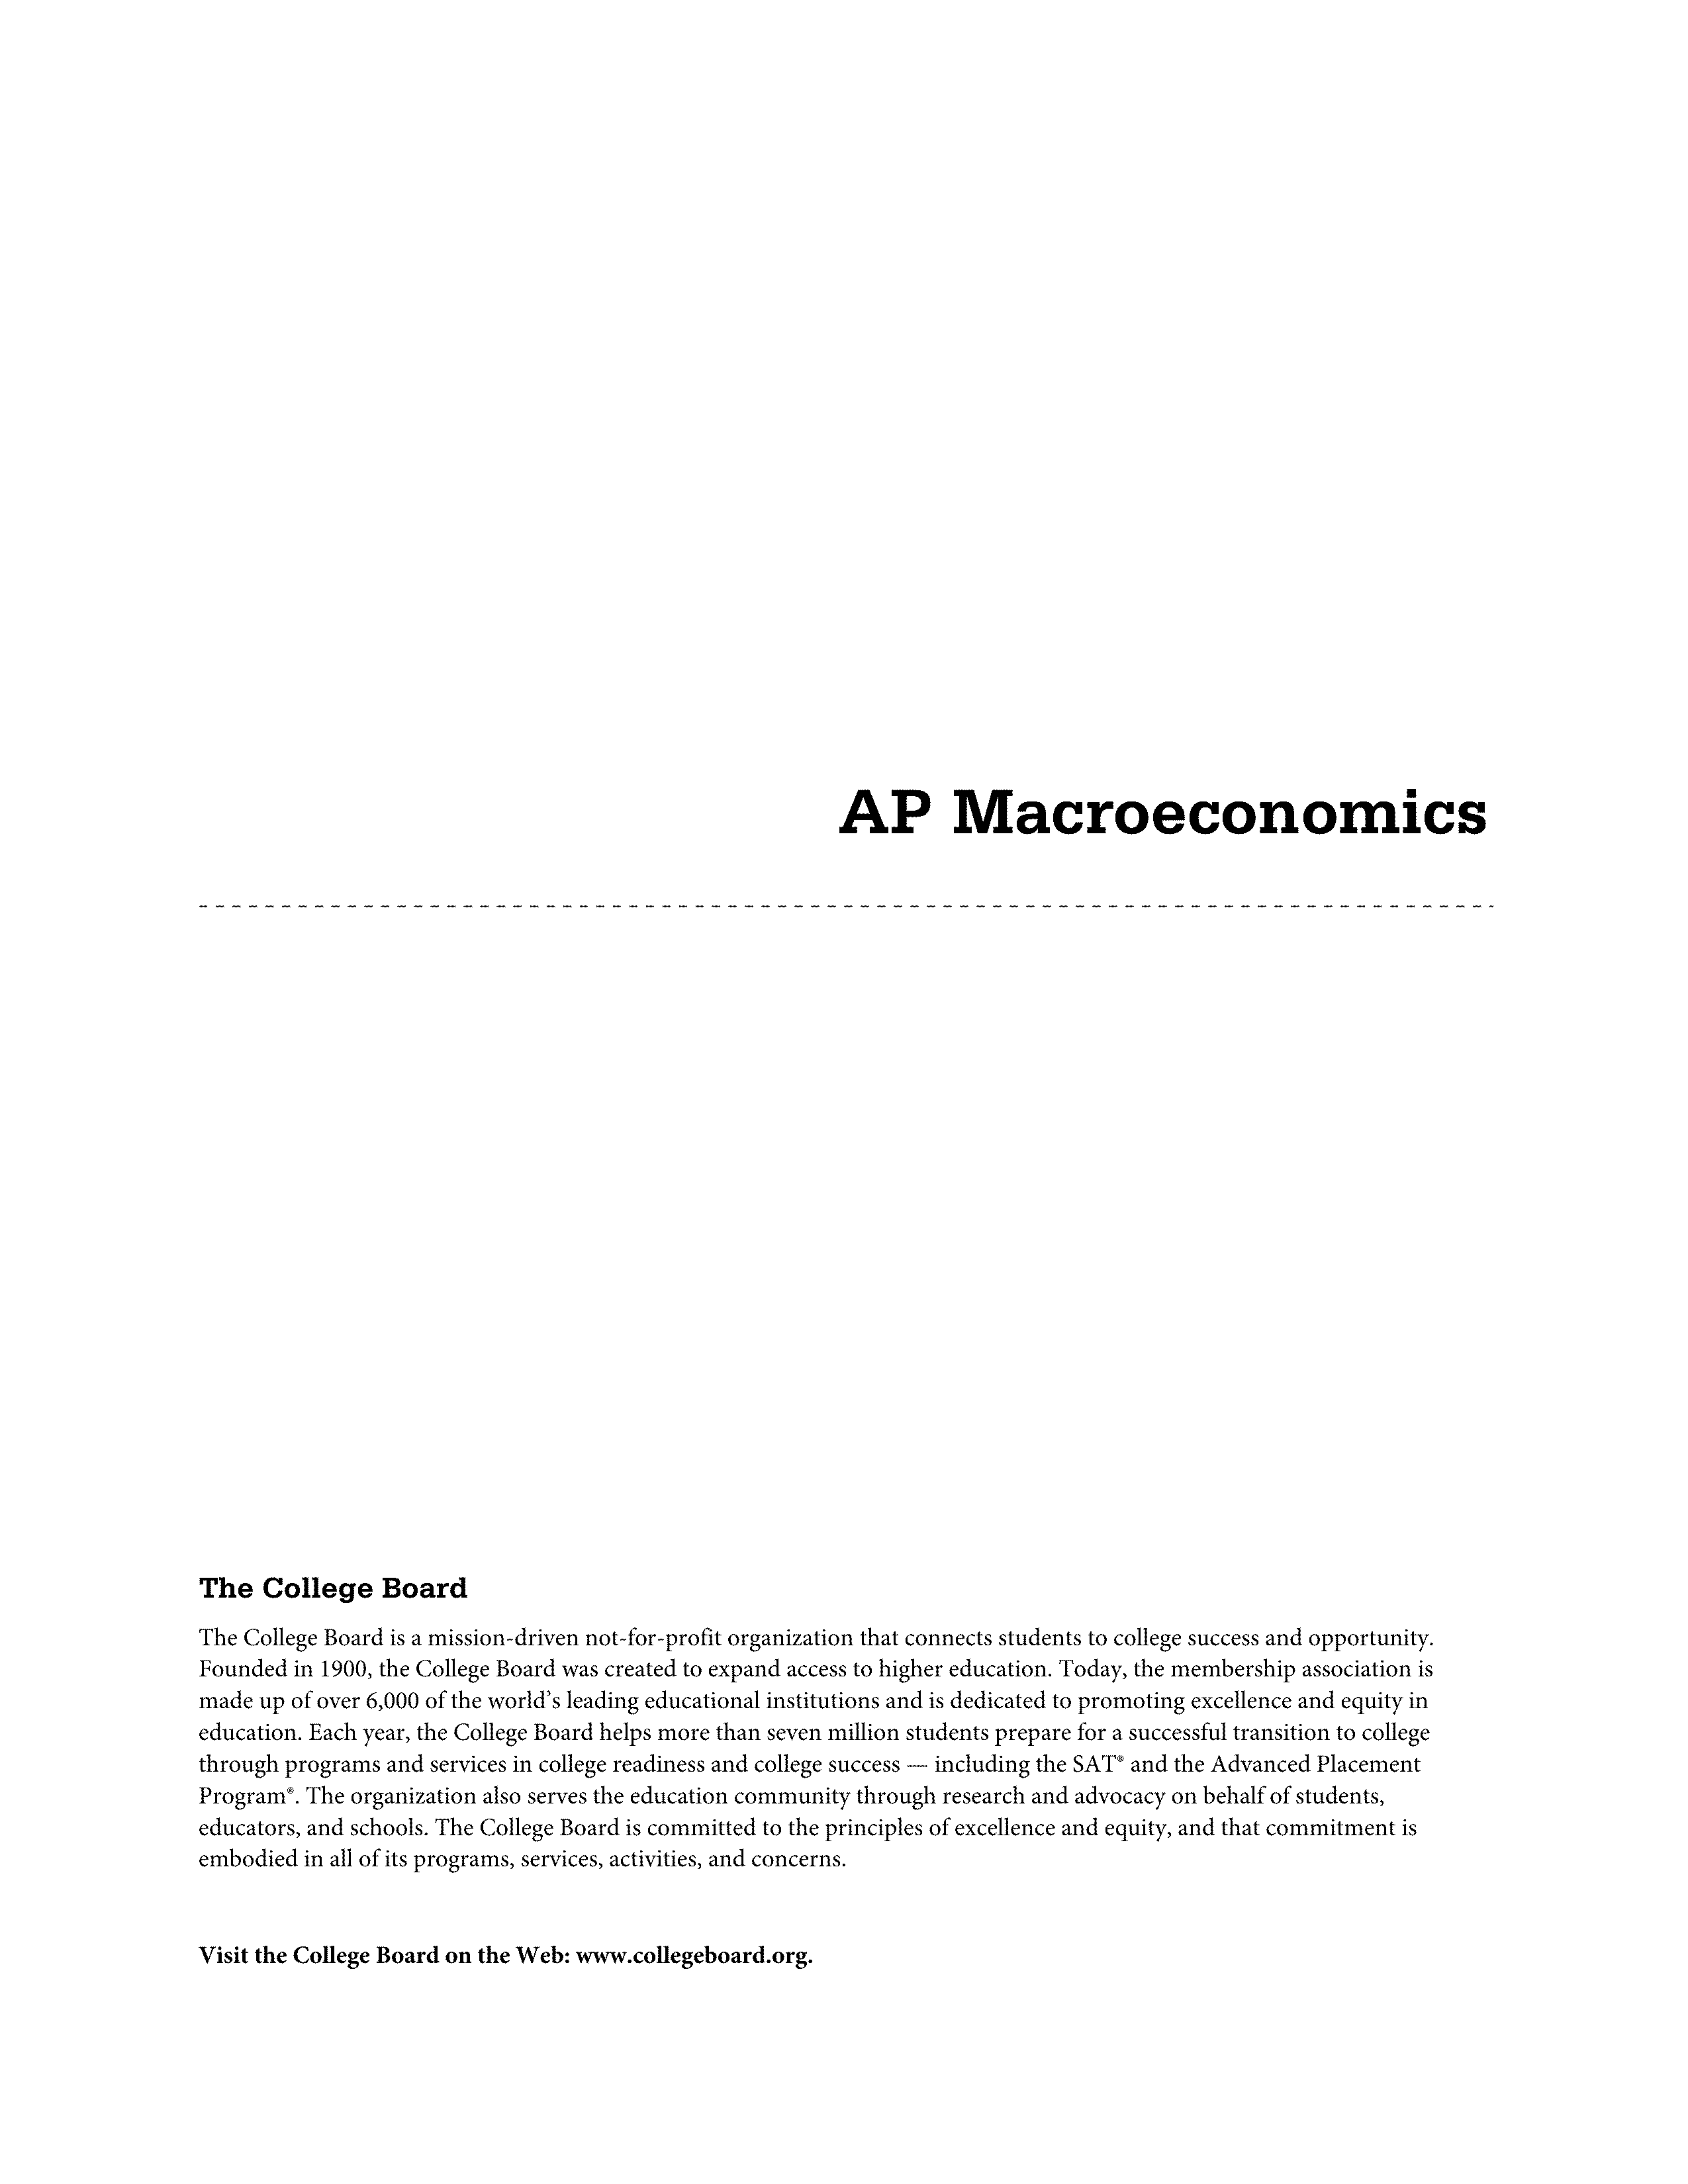 AP Macroeconomics
The College Board
The College Board is a mission-driven not-for-profit organization that connects students to college success and opportunity.
Founded in 1900, the College Board was created to expand access to higher education. Today, the membership association is
made up of over 6,000 of the world’s leading educational institutions and is dedicated to promoting excellence and equity in
education. Each year, the College Board helps more than seven million students prepare for a successful transition to college
through programs and services in college readiness and college success — including the SAT® and the Advanced Placement
Program®. The organization also serves the education community through research and advocacy on behalf of students,
educators, and schools. The College Board is committed to the principles of excellence and equity, and that commitment is
embodied in all of its programs, services, activities, and concerns.
Visit the College Board on the Web: www.collegeboard.org.